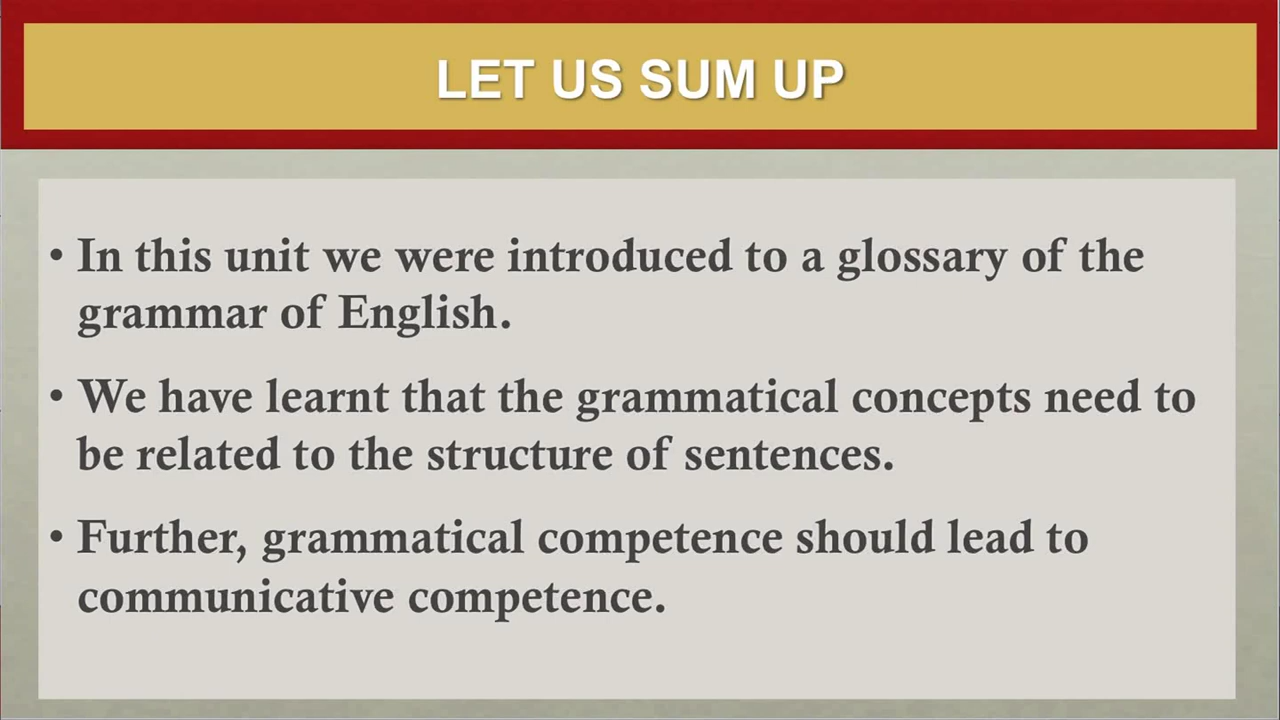 LET US SUM UP
• In this unit we were introduced to a glossary of the
grammar of English.
• We have learnt that the grammatical concepts need to
be related to the structure of sentences.
• Further, grammatical competence should lead to
communicative competence.